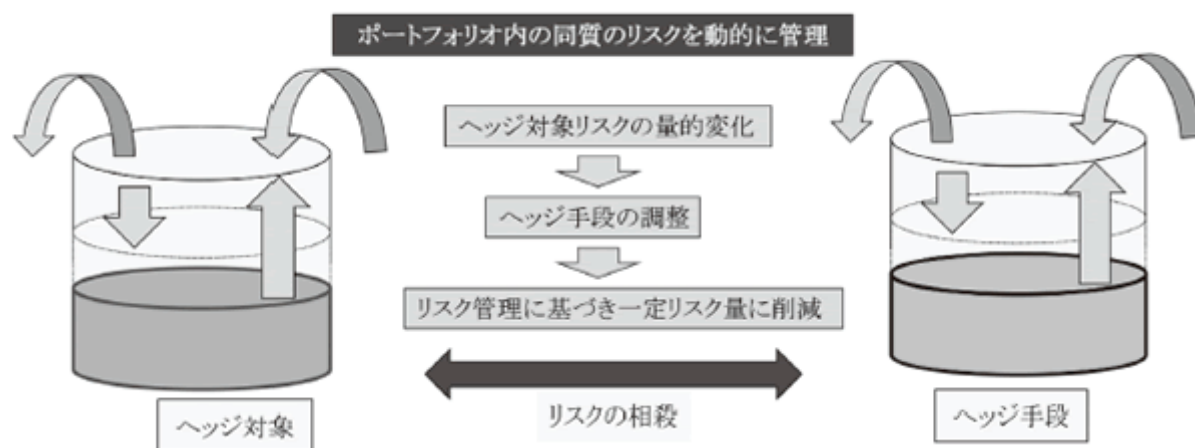 ポートフォリオ内の同質のリスクを動的に管理
ヘッジ対象リスクの量的変化
ヘッジ手段の調整
リスク管理に基づき一定リスク量に削減
リスクの相殺
ヘッジ対象
ヘッジ手段